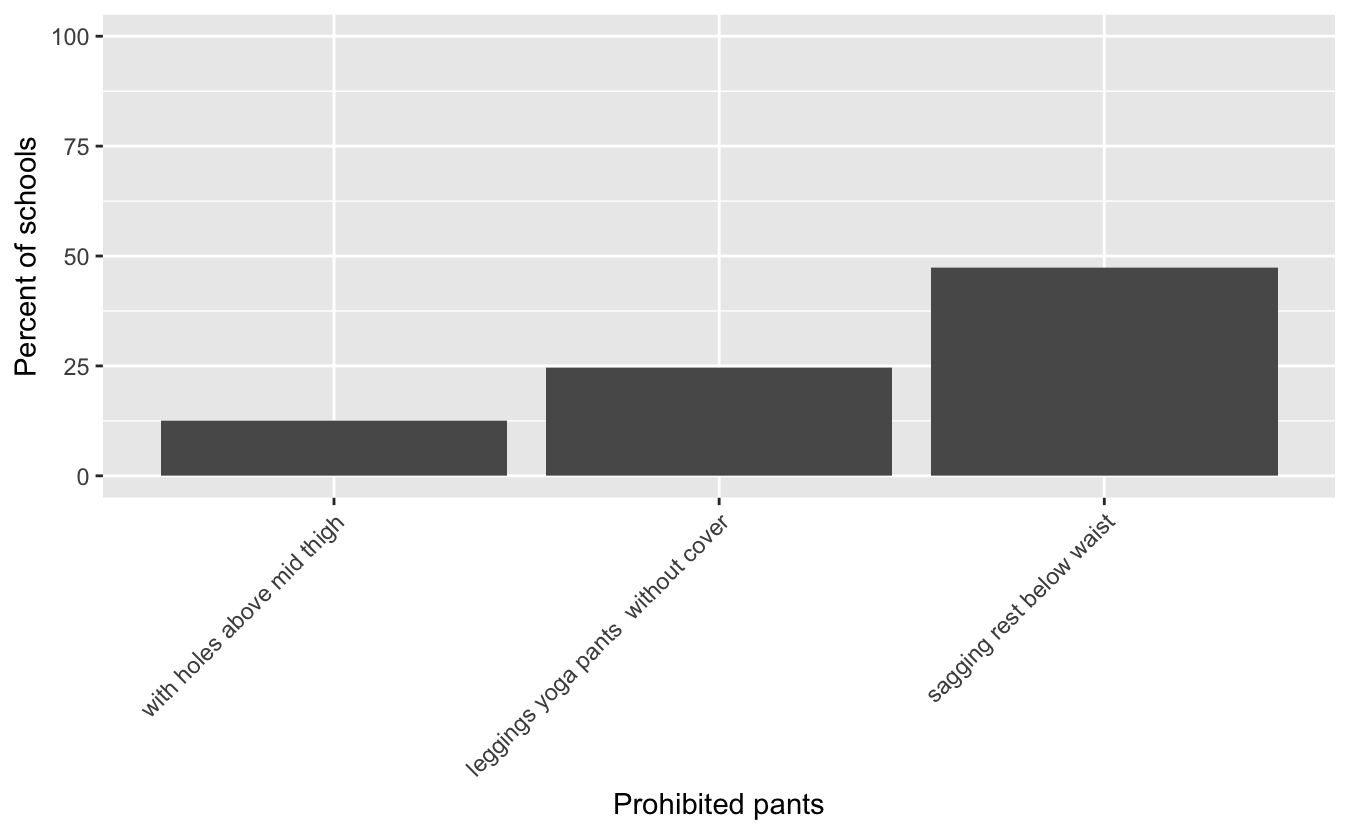 100
75
50
25
0
Percent of schools
with holes above mid thigh
leggings yoga pants  without cover
sagging rest below waist
Prohibited pants